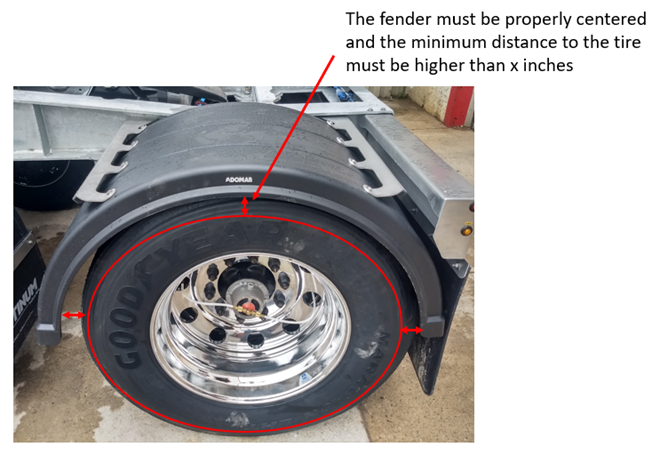 The fender must be properly centered
and the minimum distance to the tire
must be higher than x inches
ADOMAR
GOODYEAR
TINUM